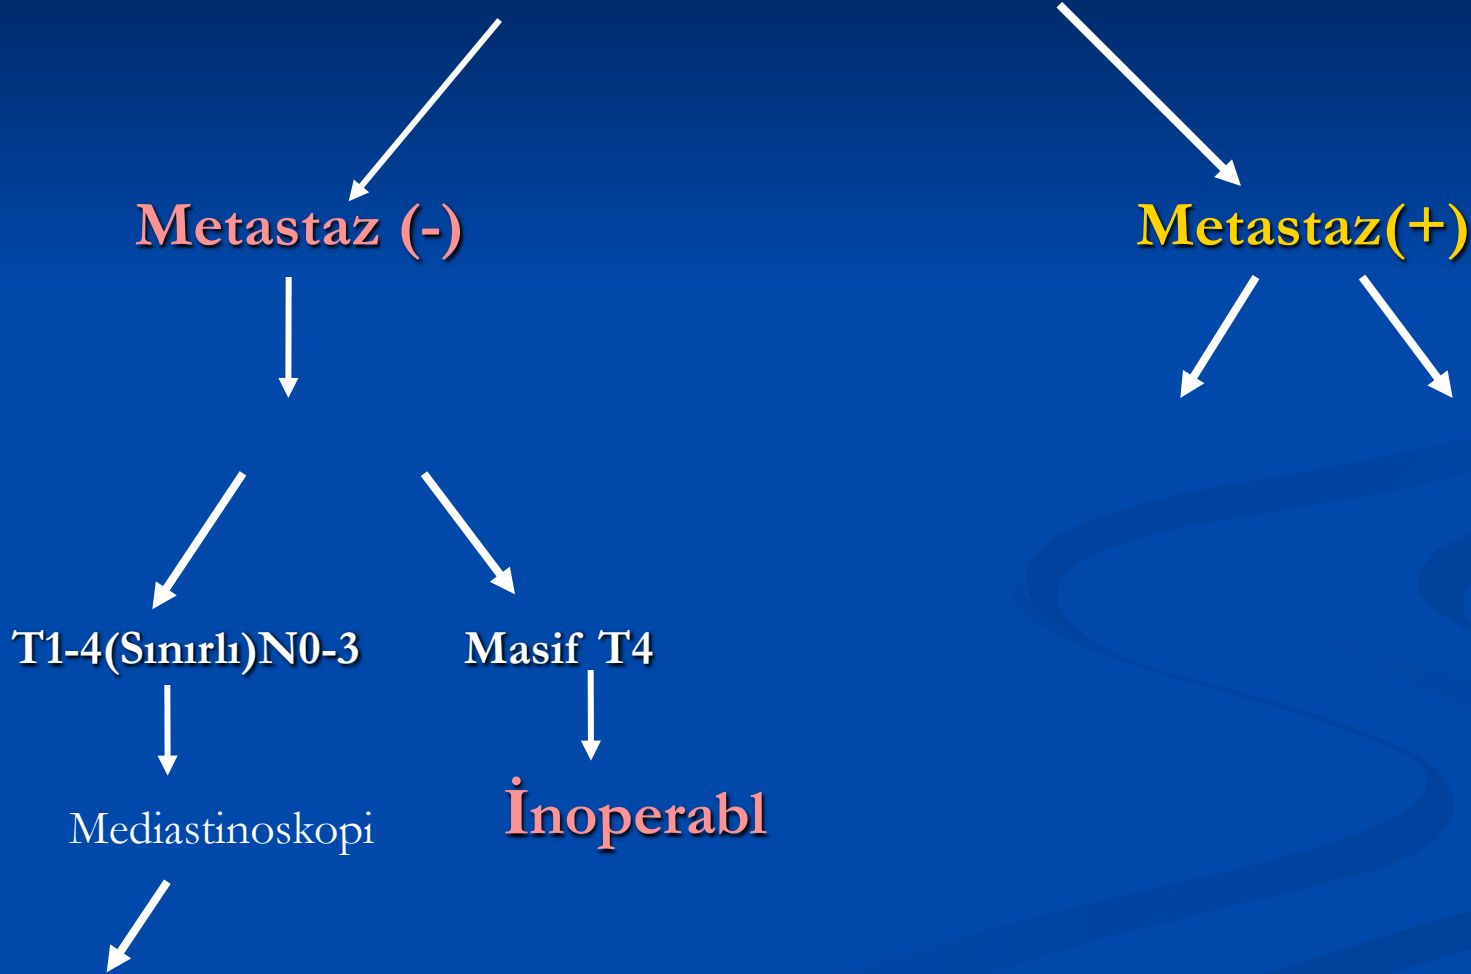 Metastaz (-)
Metastaz(+)
T1-4(Sınırlı)N0-3
Masif T4
Mediastinoskopi
İnoperabl